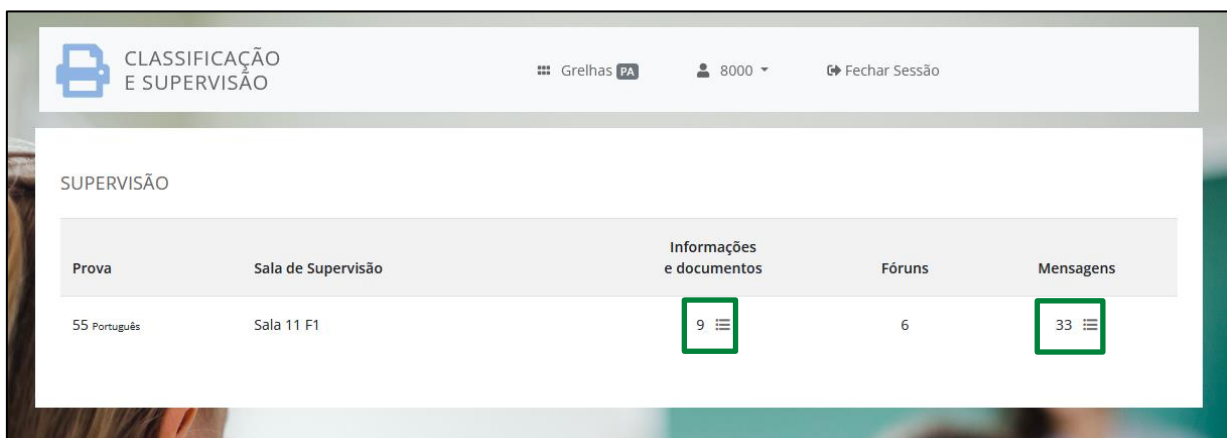 CLASSIFICAÇÃO
E SUPERVISÃO
Grelhas PA 8000 Fechar Sessão
SUPERVISÃO
Informações
e documentos
Prova Sala de Supervisão Fóruns Mensagens
55 Português Sala 11 F1 9 6 33